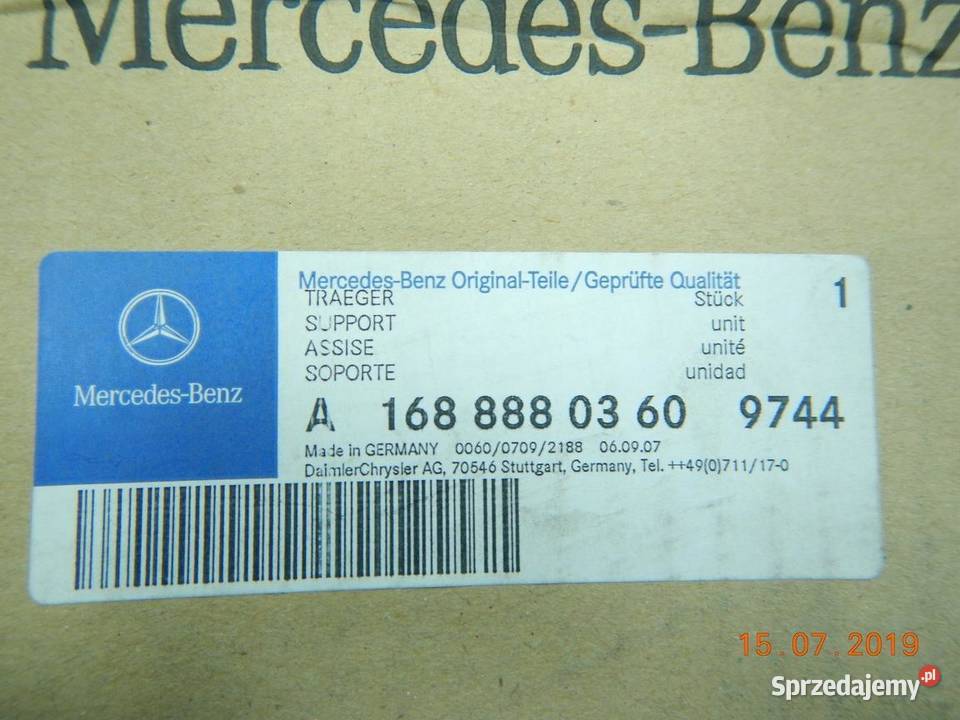 Mercedes-Benz
Mercedes-Benz
Mercedes-Benz Original-Teile/Geprüfte Qualität
TRAEGER Stück 1
SUPPORT unit
ASSISE unité
SOPORTE unidad
A 168 888 03 60 9744
Made in GERMANY 0060/0709/2188 06.09.07
DaimlerChrysler AG, 70546 Stuttgart, Germany, Tel. ++49(0)711/17-0
15.07.2019
Sprzedajemy.pl